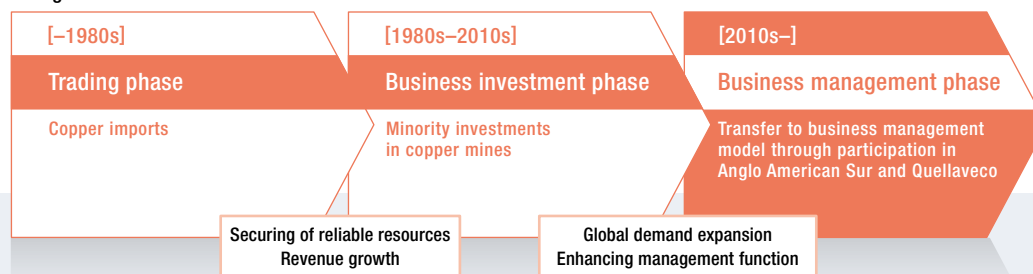 [–1980s]
Trading phase
Copper imports
[1980s–2010s]
Business investment phase
Minority investments
in copper mines
[2010s–]
Business management phase
Transfer to business management
model through participation in
Anglo American Sur and Quellaveco
Securing of reliable resources
Revenue growth
Global demand expansion
Enhancing management function